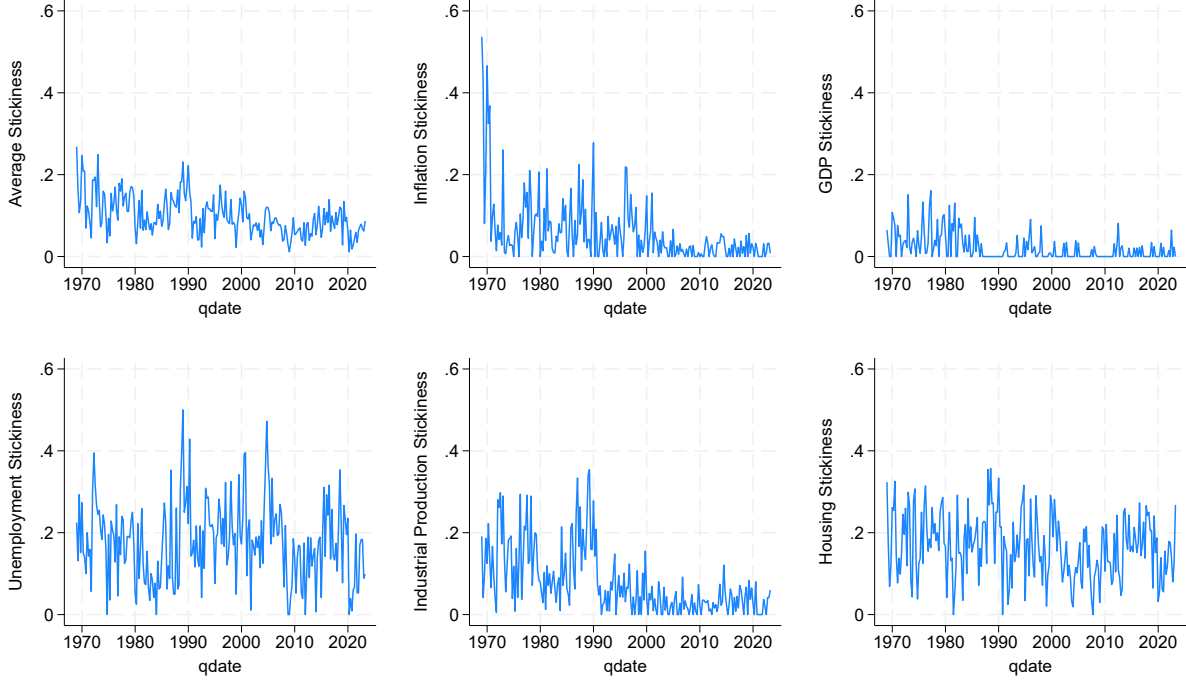 Average Stickiness
.6
.4
.2
0
1970 1980 1990 2000 2010 2020
qdate
Inflation Stickiness
.6
.4
.2
0
1970 1980 1990 2000 2010 2020
qdate
GDP Stickiness
.6
.4
.2
0
1970 1980 1990 2000 2010 2020
qdate
Unemployment Stickiness
.6
.4
.2
0
1970 1980 1990 2000 2010 2020
qdate
Industrial Production Stickiness
.6
.4
.2
0
1970 1980 1990 2000 2010 2020
qdate
Housing Stickiness
.6
.4
.2
0
1970 1980 1990 2000 2010 2020
qdate